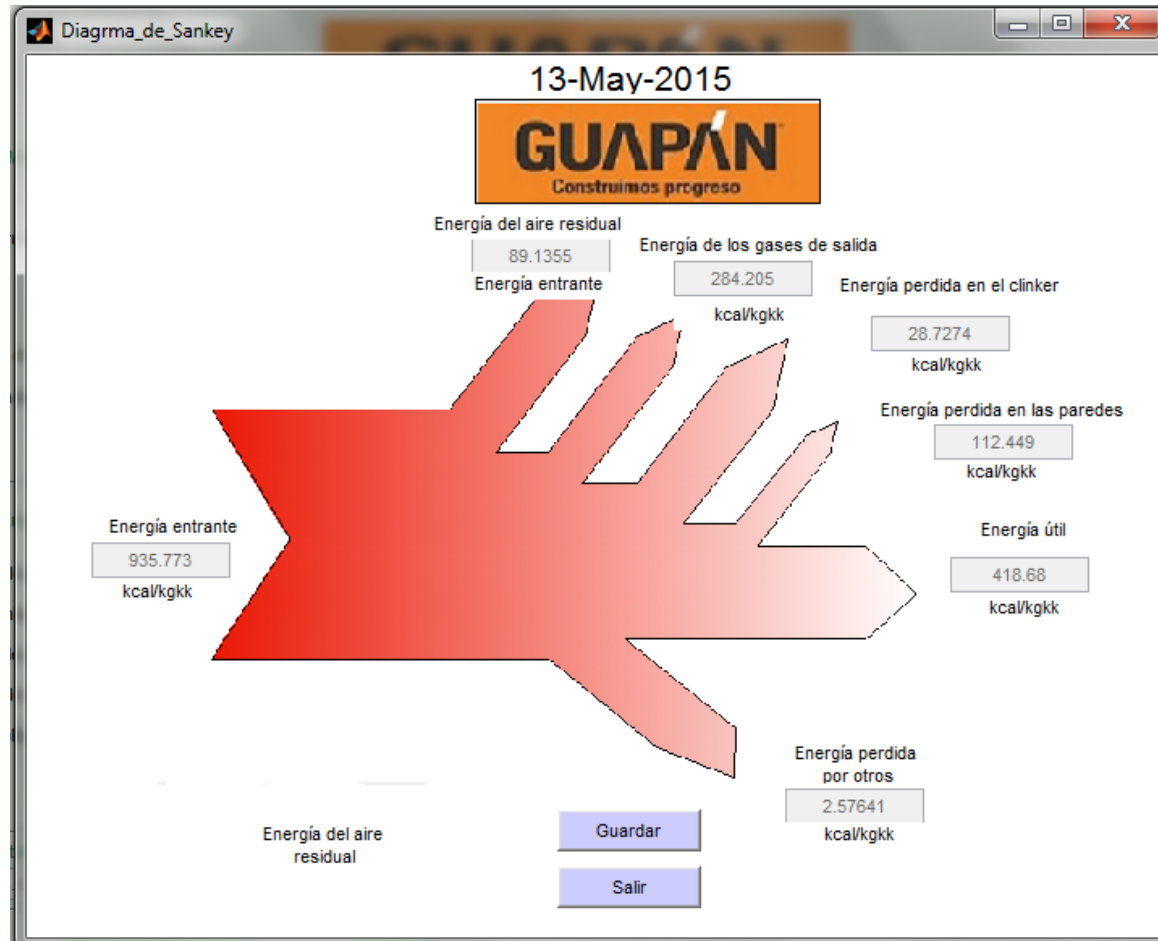 Diagrma_de_Sankey
13-May-2015
GUAPÁN
Construimos progreso
Energía del aire residual
89.1355
Energía entrante
Energía de los gases de salida
284.205
kcal/kgkk
Energía perdida en el clinker
28.7274
kcal/kgkk
Energía perdida en las paredes
112.449
kcal/kgkk
Energía entrante
935.773
kcal/kgkk
Energía útil
418.68
kcal/kgkk
Energía perdida
por otros
2.57641
kcal/kgkk
Energía del aire
residual
Guardar
Salir